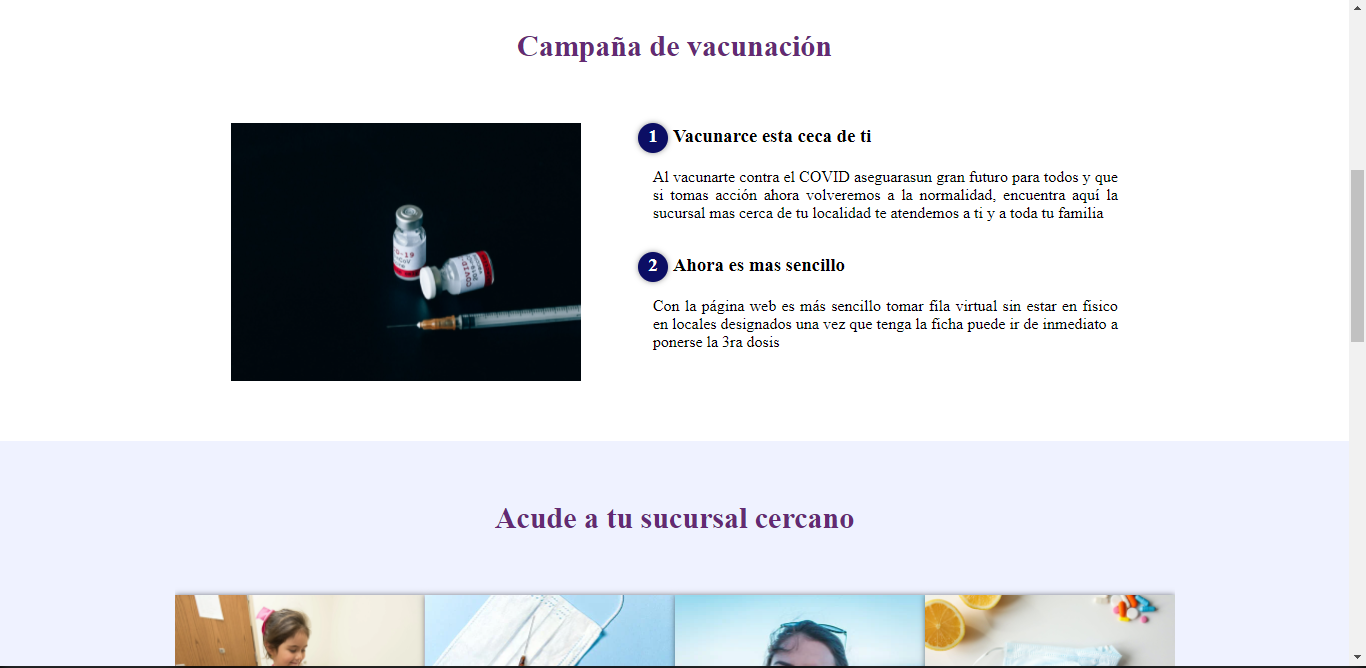 Campaña de vacunación
1 Vacunarce esta ceca de ti
Al vacunarte contra el COVID aseguarasun gran futuro para todos y que
si tomas acción ahora volveremos a la normalidad, encuentra aquí la
sucursal mas cerca de tu localidad te atendemos a ti y a toda tu familia
2 Ahora es mas sencillo
Con la página web es más sencillo tomar fila virtual sin estar en físico
en locales designados una vez que tenga la ficha puede ir de inmediato a
ponerse la 3ra dosis
Acude a tu sucursal cercano